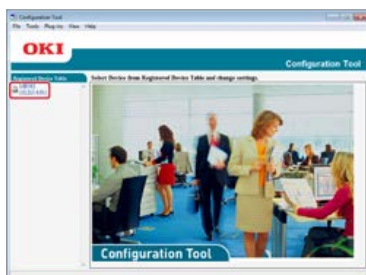 Configuration Tool
File Tools Plug-ins View Help
OKI
Configuration Tool
Registered Device Table
Select Device from Registered Device Table and change settings.
Configuration Tool